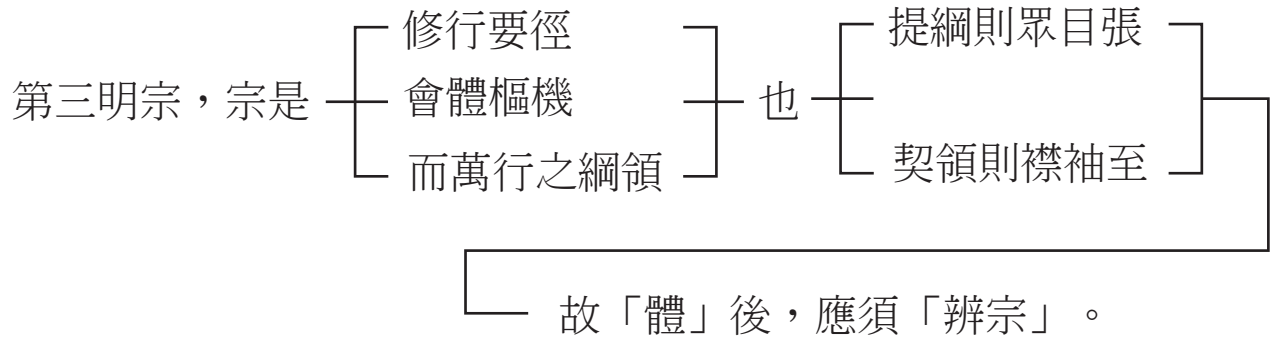 第三明宗，宗是
修行要徑
會體樞機
而萬行之綱領
也
提綱則眾目張
契領則襟袖至
故「體」後，應須「辨宗」。